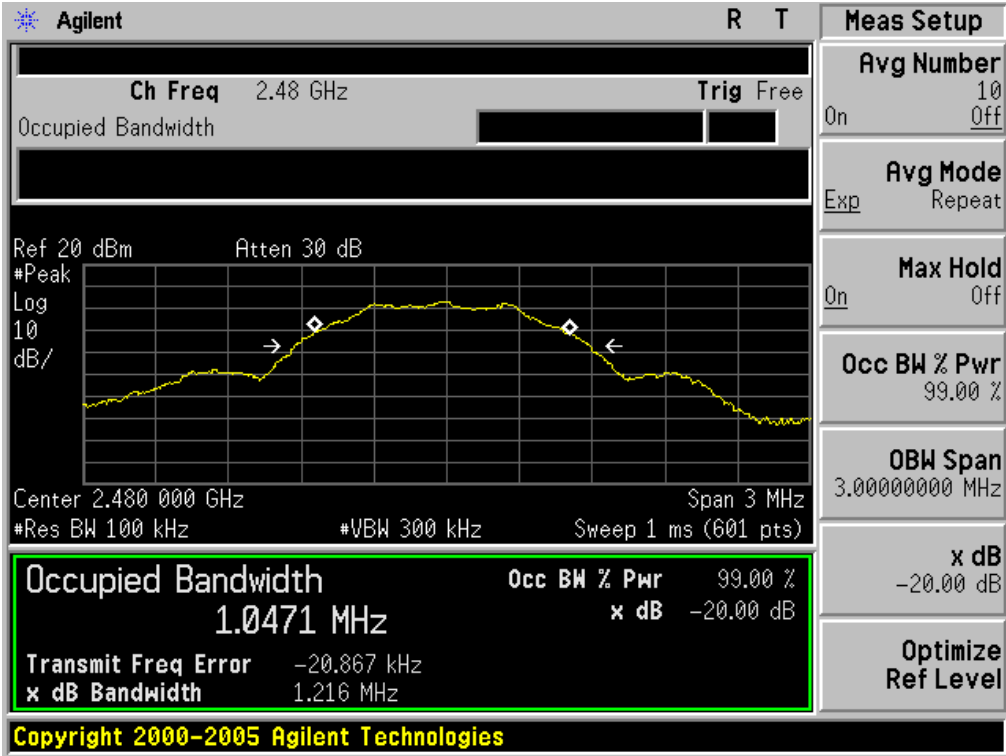 Agilent R T
Ch Freq 2.48 GHz Trig Free
Occupied Bandwidth
Ref 20 dBm Atten 30 dB
#Peak
Log
10
dB/
Center 2.480 000 GHz Span 3 MHz
#Res BW 100 kHz #VBW 300 kHz Sweep 1 ms (601 pts)
Occupied Bandwidth Occ BW % Pwr 99.00 %
1.0471 MHz x dB -20.00 dB
Transmit Freq Error -20.867 kHz
x dB Bandwidth 1.216 MHz
Copyright 2000-2005 Agilent Technologies
Meas Setup
Avg Number
10
On Off
Avg Mode
Exp Repeat
Max Hold
On Off
Occ BW % Pwr
99.00 %
OBW Span
3.00000000 MHz
x dB
-20.00 dB
Optimize
Ref Level